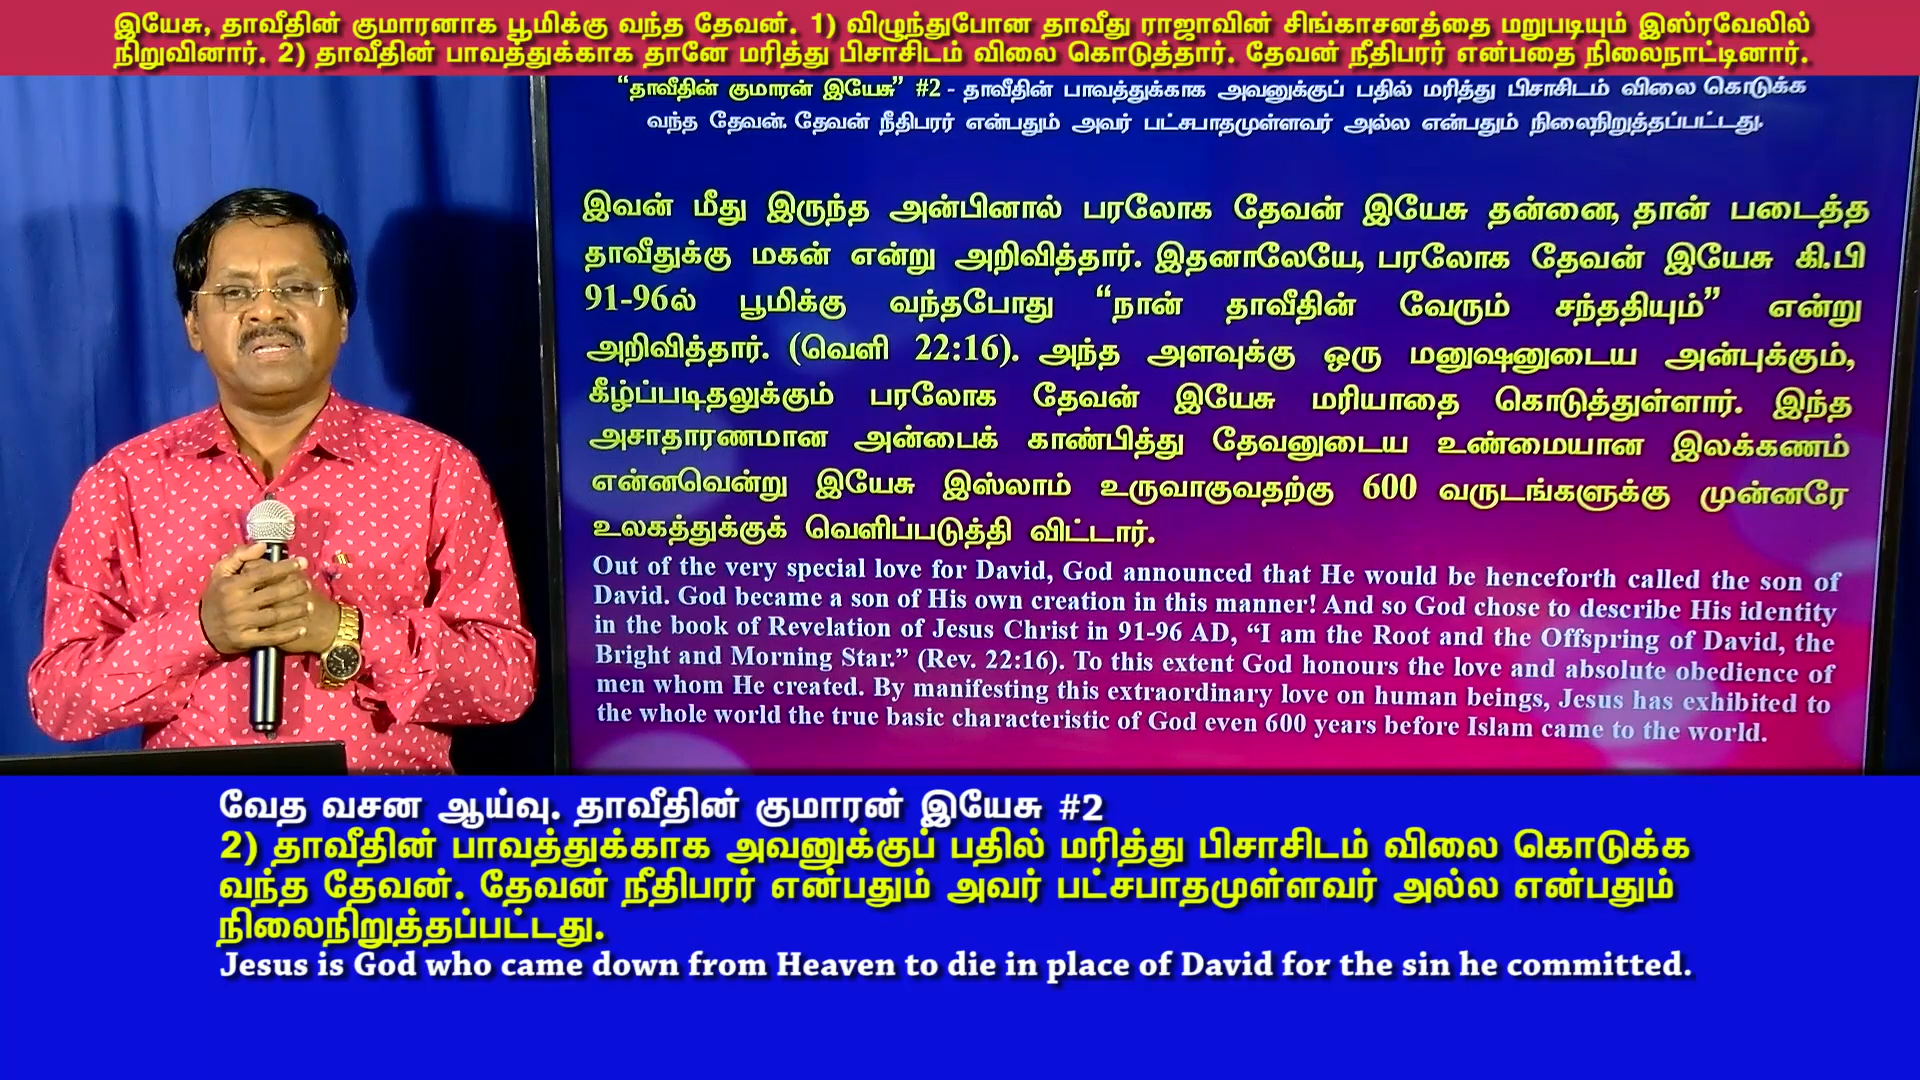 இயேசு, தாவீதின் குமாரனாக பூமிக்கு வந்த தேவன். 1) விழுந்துபோன தாவீது ராஜாவின் சிங்காசனத்தை மறுபடியும் இஸ்ரவேலில்
நிறுவினார். 2) தாவீதின் பாவத்துக்காக தானே மரித்து பிசாசிடம் விலை கொடுத்தார். தேவன் நீதிபரர் என்பதை நிலைநாட்டினார்.
“தாவீதின் குமாரன் இயேசு” #2 - தாவீதின் பாவத்துக்காக அவனுக்குப் பதில் மரித்து பிசாசிடம் விலை கொடுக்க
வந்த தேவன். தேவன் நீதிபரர் என்பதும் அவர் பட்சபாதமுள்ளவர் அல்ல என்பதும் நிலைநிறுத்தப்பட்டது.
இவன் மீது இருந்த அன்பினால் பரலோக தேவன் இயேசு தன்னை, தான் படைத்த
தாவீதுக்கு மகன் என்று அறிவித்தார். இதனாலேயே, பரலோக தேவன் இயேசு கி.பி
91-96ல் பூமிக்கு வந்தபோது “நான் தாவீதின் வேரும் சந்ததியும்” என்று
அறிவித்தார். (வெளி 22:16). அந்த அளவுக்கு ஒரு மனுஷனுடைய அன்புக்கும்,
கீழ்ப்படிதலுக்கும் பரலோக தேவன் இயேசு மரியாதை கொடுத்துள்ளார். இந்த
அசாதாரணமான அன்பைக் காண்பித்து தேவனுடைய உண்மையான இலக்கணம்
என்னவென்று இயேசு இஸ்லாம் உருவாகுவதற்கு 600 வருடங்களுக்கு முன்னரே
உலகத்துக்குக் வெளிப்படுத்தி விட்டார்.
Out of the very special love for David, God announced that He would be henceforth called the son of
David. God became a son of His own creation in this manner! And so God chose to describe His identity
in the book of Revelation of Jesus Christ in 91-96 AD, “I am the Root and the Offspring of David, the
Bright and Morning Star.” (Rev. 22:16). To this extent God honours the love and absolute obedience of
men whom He created. By manifesting this extraordinary love on human beings, Jesus has exhibited to
the whole world the true basic characteristic of God even 600 years before Islam came to the world.
வேத வசன ஆய்வு. தாவீதின் குமாரன் இயேசு #2
2) தாவீதின் பாவத்துக்காக அவனுக்குப் பதில் மரித்து பிசாசிடம் விலை கொடுக்க
வந்த தேவன். தேவன் நீதிபரர் என்பதும் அவர் பட்சபாதமுள்ளவர் அல்ல என்பதும்
நிலைநிறுத்தப்பட்டது.
Jesus is God who came down from Heaven to die in place of David for the sin he committed.